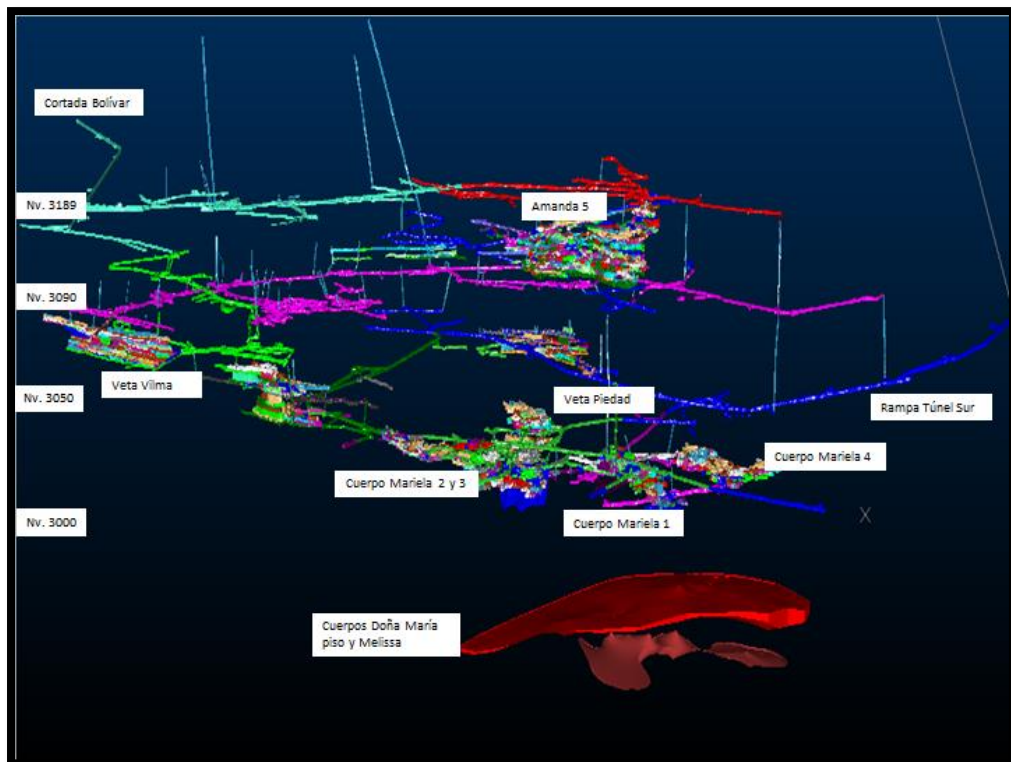 Cortada Bolívar
Nv. 3189
Amanda 5
Nv. 3090
Veta Vilma
Nv. 3050
Veta Piedad
Rampa Túnel Sur
Cuerpo Mariela 4
Cuerpo Mariela 2 y 3
Nv. 3000
Cuerpo Mariela 1
X
Cuerpos Doña María
piso y Melissa